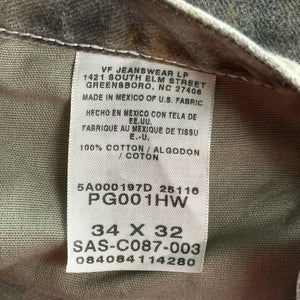 VF JEANSWEAR LP
1421 SOUTH ELM STREET
GREENSBORO, NC 27406
MADE IN MEXICO OF U.S. FABRIC
HECHO EN MEXICO CON TELA DE
EE.UU.
FABRIQUE AU MEXIQUE DE TISSU
E.-U.
100% COTTON / ALGODON
/ COTON
5A000197D 25116
PG001HW
34 X 32
SAS-C087-003
084084114280